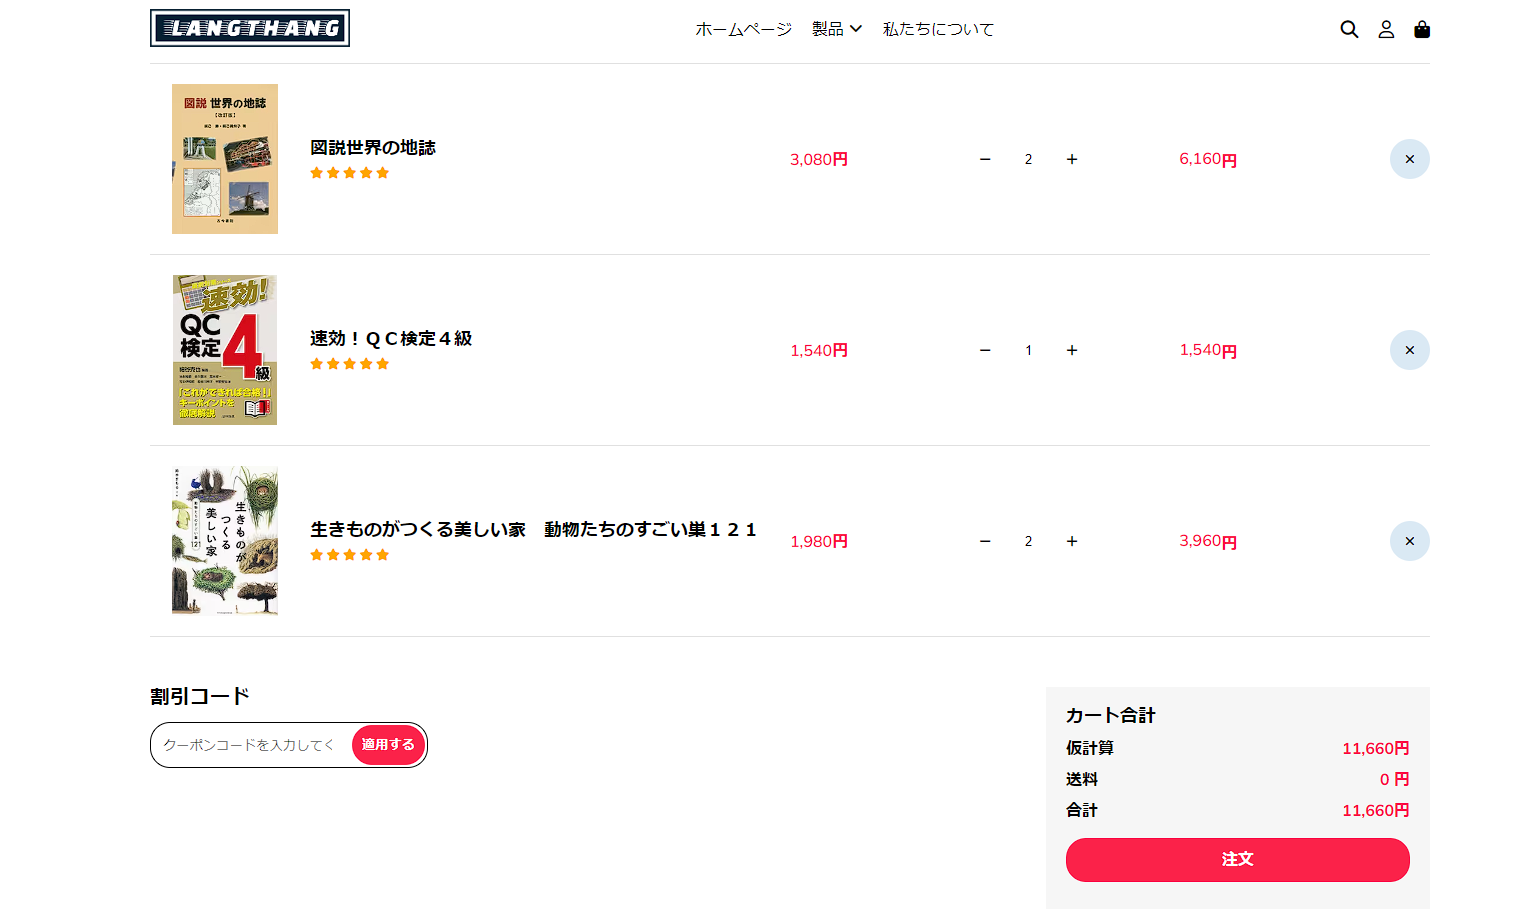 LANGTHANG
ホームページ 製品 私たちについて
図説 世界の地誌
【改訂版】
図説世界の地誌
3,080円
2
6,160円
速効!
QC
検定
4
級
「これができれば合格!」
キーポイントを
徹底解説
速効！ＱＣ検定４級
1,540円
1
1,540円
生きものが
つくる
美しい家
生きものがつくる美しい家　動物たちのすごい巣１２１
1,980円
2
3,960円
割引コード
クーポンコードを入力してく
適用する
カート合計
仮計算 11,660円
送料 0 円
合計 11,660円
注文